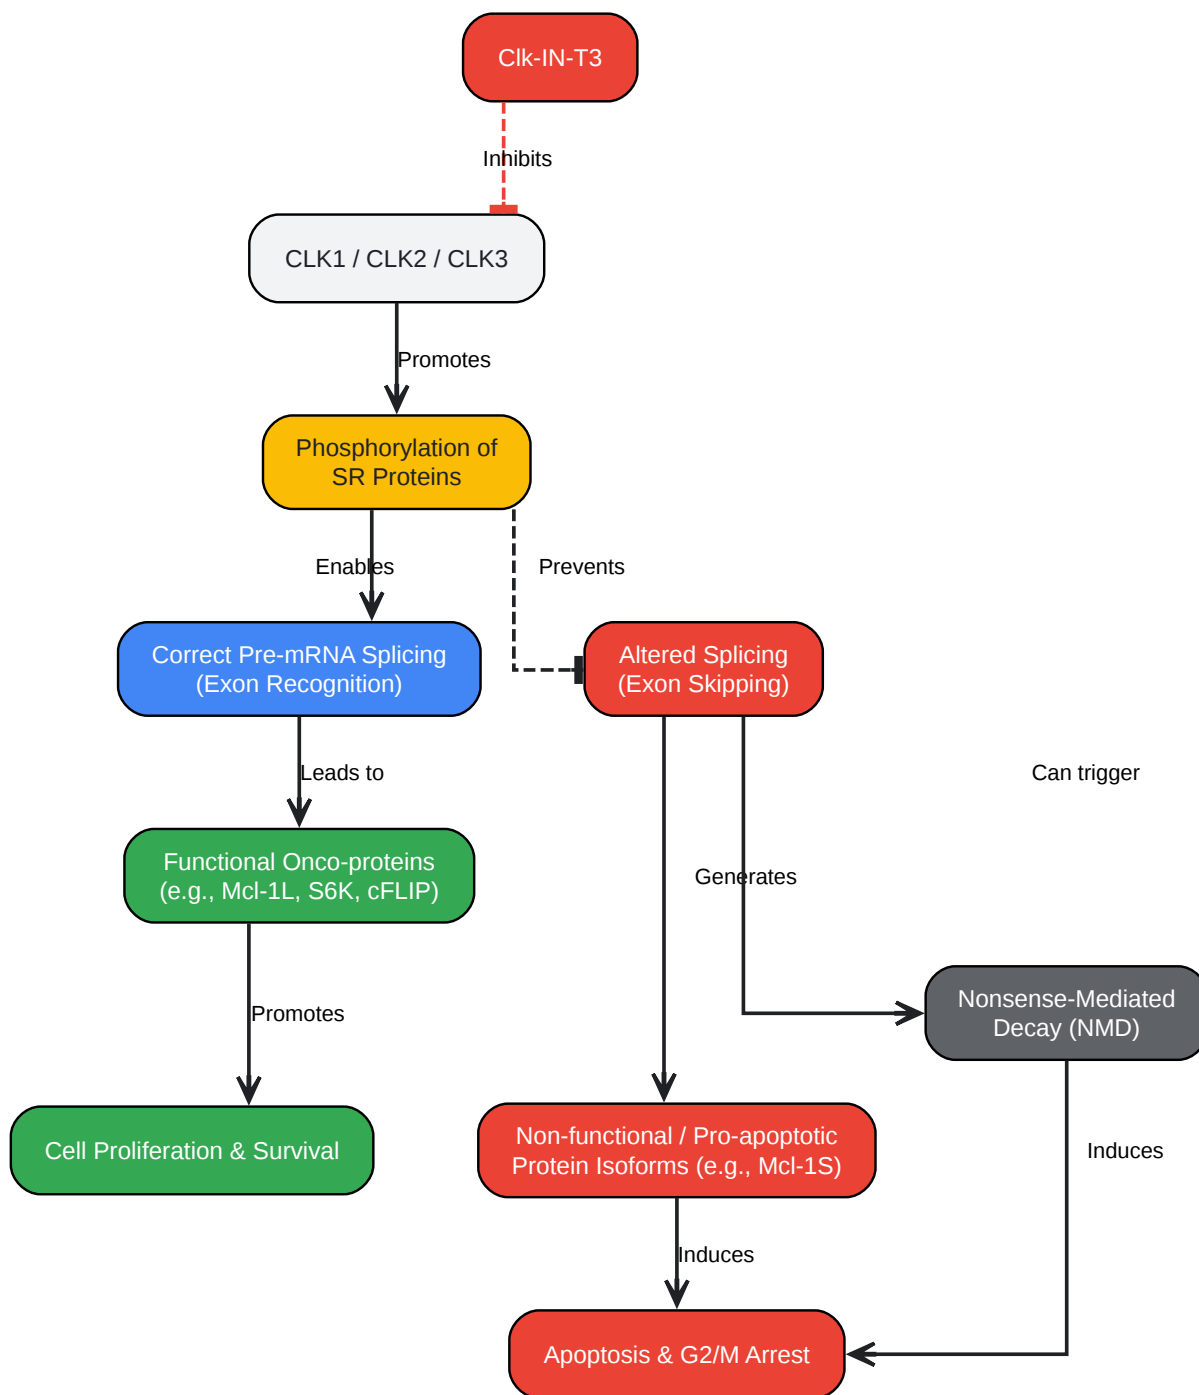 Clk-IN-T3
Inhibits
CLK1 / CLK2 / CLK3
Promotes
Phosphorylation of
SR Proteins
Enables
Prevents
Correct Pre-mRNA Splicing
(Exon Recognition)
Altered Splicing
(Exon Skipping)
Leads to
Can trigger
Functional Onco-proteins
(e.g., Mcl-1L, S6K, cFLIP)
Generates
Nonsense-Mediated
Decay (NMD)
Promotes
Cell Proliferation & Survival
Non-functional / Pro-apoptotic
Protein Isoforms (e.g., Mcl-1S)
Induces
Induces
Apoptosis & G2/M Arrest